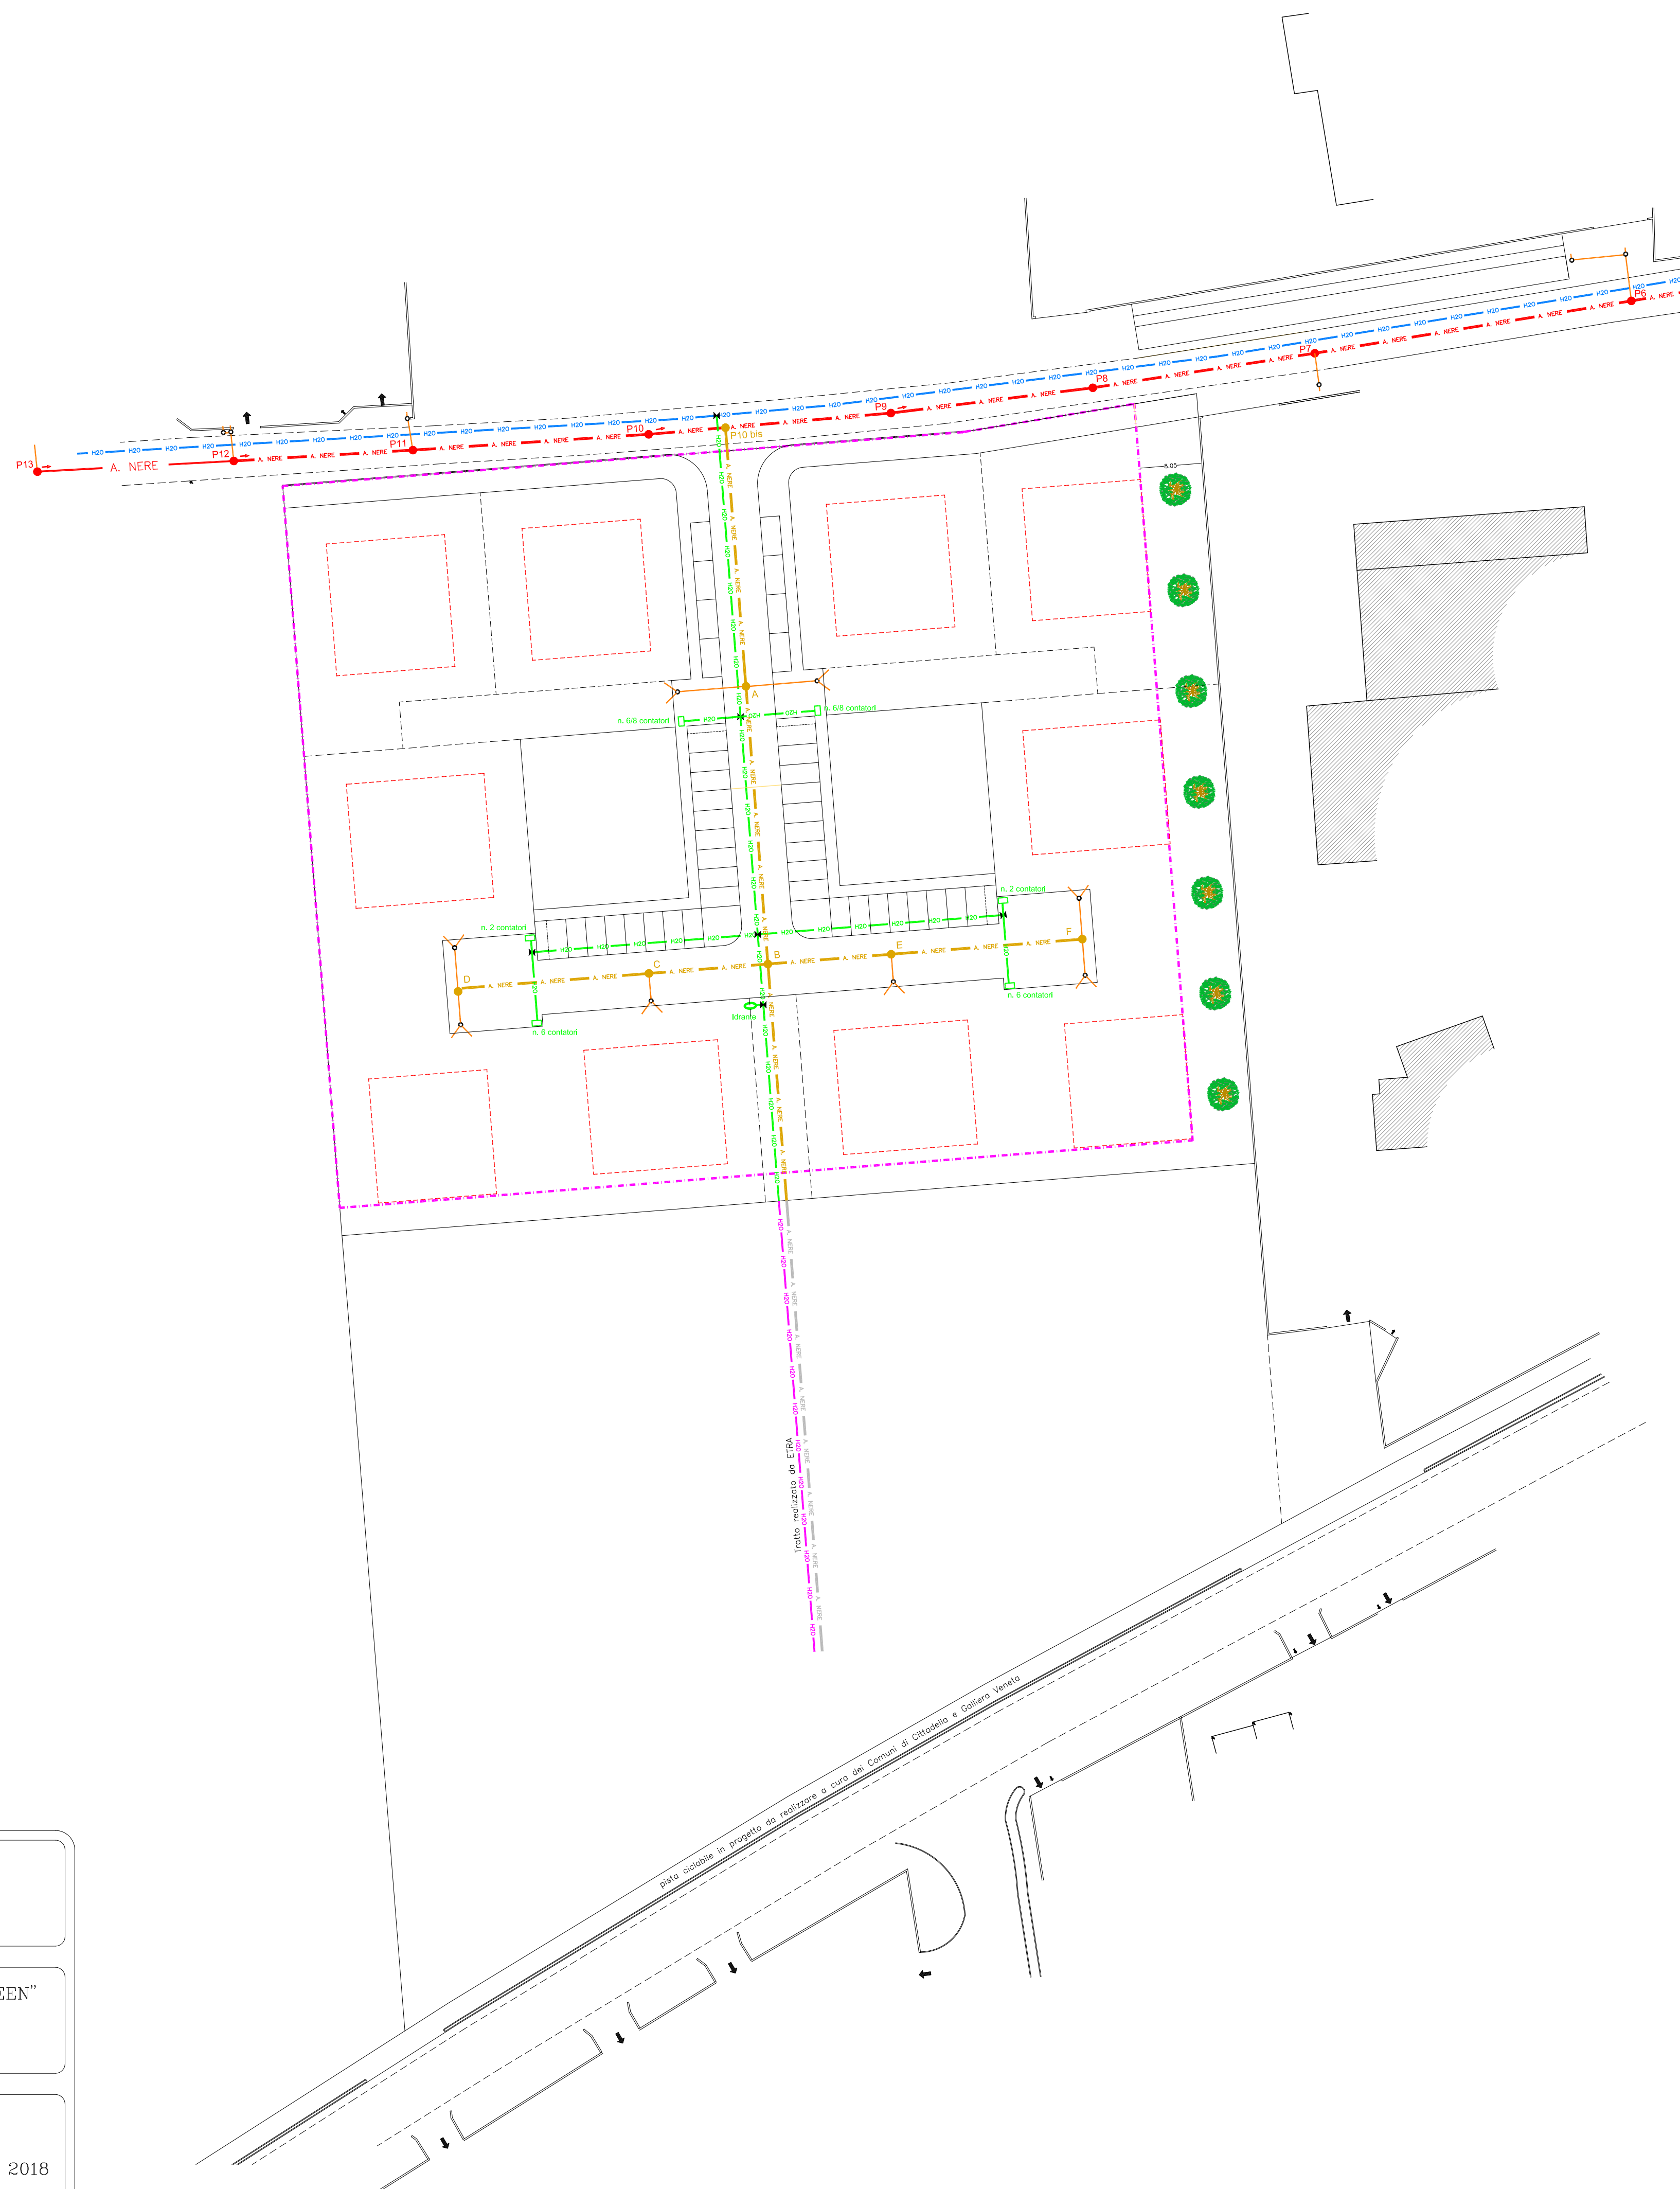 P6
P7
P8
P9
P10
P10 bis
P11
P12
P13
A. NERE
H20
A. NERE
8.05
A
n. 6/8 contatori
n. 6/8 contatori
n. 2 contatori
n. 2 contatori
F
E
B
C
D
n. 6 contatori
n. 6 contatori
Idrante
Tratto realizzato da ETRA
pista ciclabile in progetto da realizzare a cura dei Comuni di Cittadella e Galliera Veneta
EEN"
2018